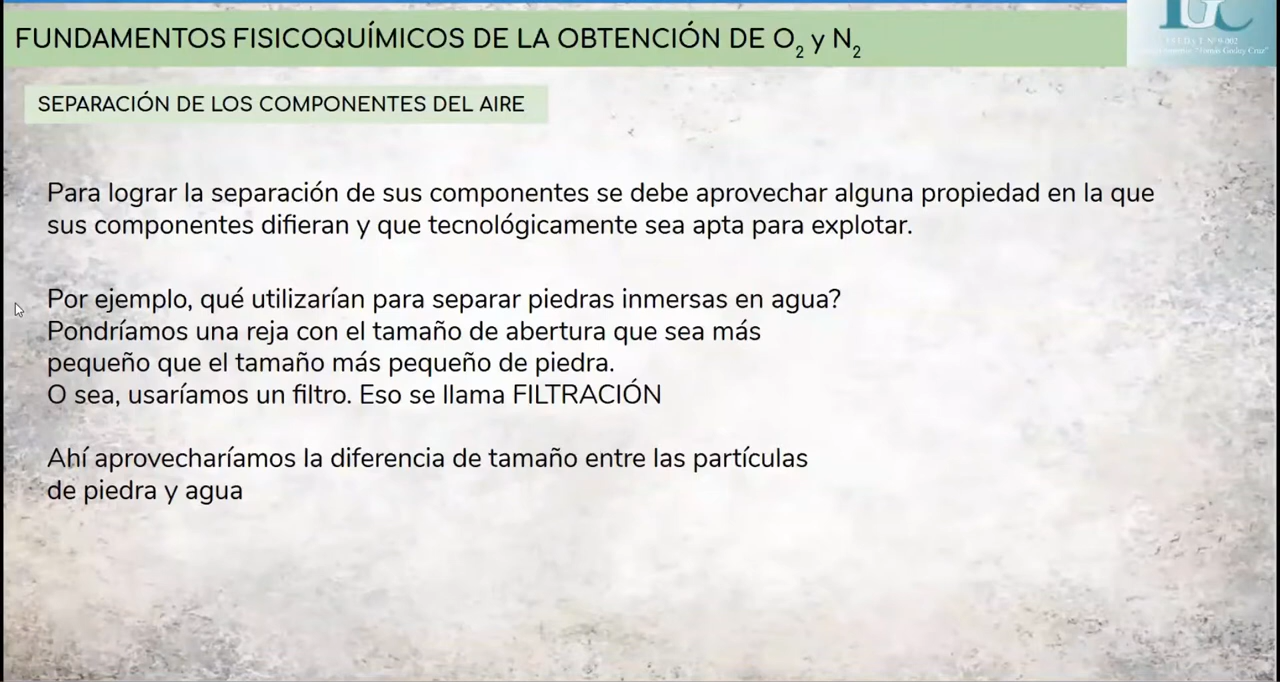 FUNDAMENTOS FISICOQUÍMICOS DE LA OBTENCIÓN DE O₂ y N₂
SEPARACIÓN DE LOS COMPONENTES DEL AIRE
Para lograr la separación de sus componentes se debe aprovechar alguna propiedad en la que
sus componentes difieran y que tecnológicamente sea apta para explotar.
Por ejemplo, qué utilizarían para separar piedras inmersas en agua?
Pondríamos una reja con el tamaño de abertura que sea más
pequeño que el tamaño más pequeño de piedra.
O sea, usaríamos un filtro. Eso se llama FILTRACIÓN
Ahí aprovecharíamos la diferencia de tamaño entre las partículas
de piedra y agua